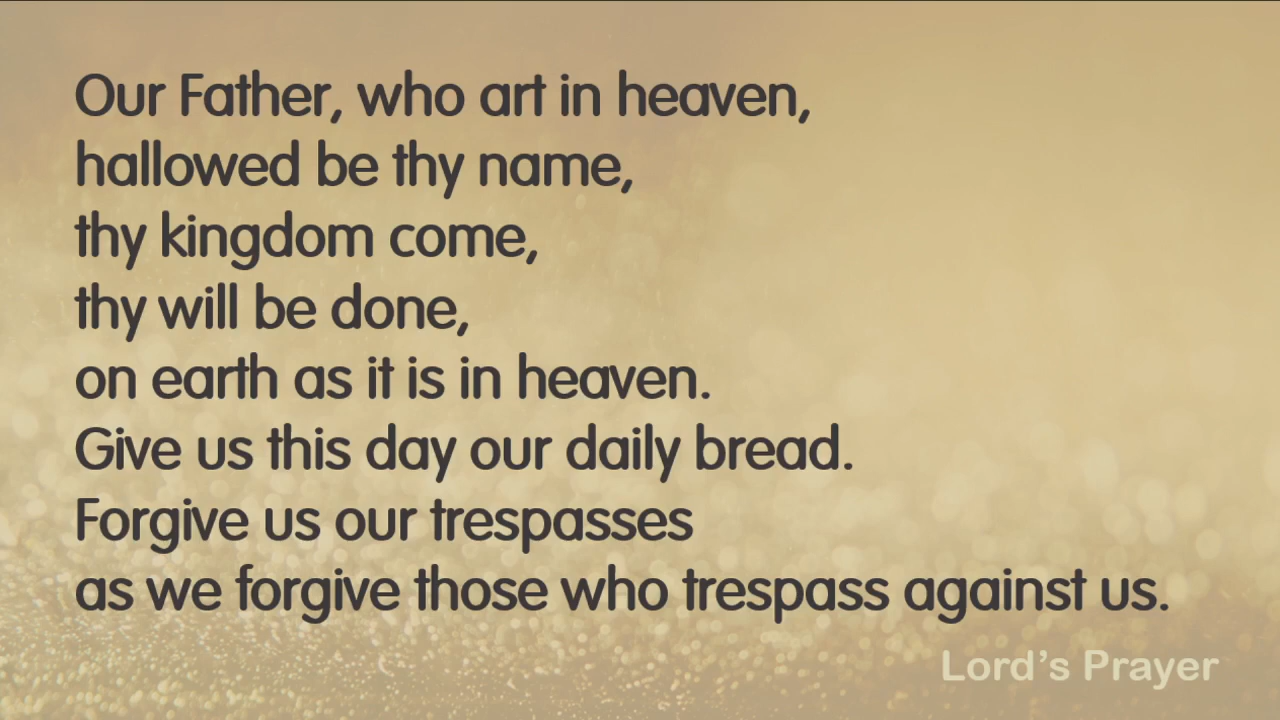 Our Father, who art in heaven,
hallowed be thy name,
thy kingdom come,
thy will be done,
on earth as it is in heaven.
Give us this day our daily bread.
Forgive us our trespasses
as we forgive those who trespass against us.
Lord’s Prayer